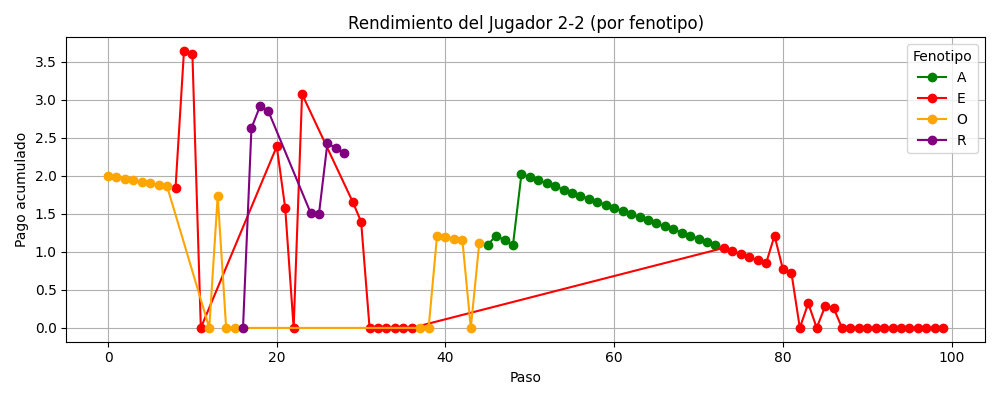 Rendimiento del Jugador 2-2 (por fenotipo)
Pago acumulado
3.5
3.0
2.5
2.0
1.5
1.0
0.5
0.0
Fenotipo
A
E
O
R
0
20
40
60
80
100
Paso